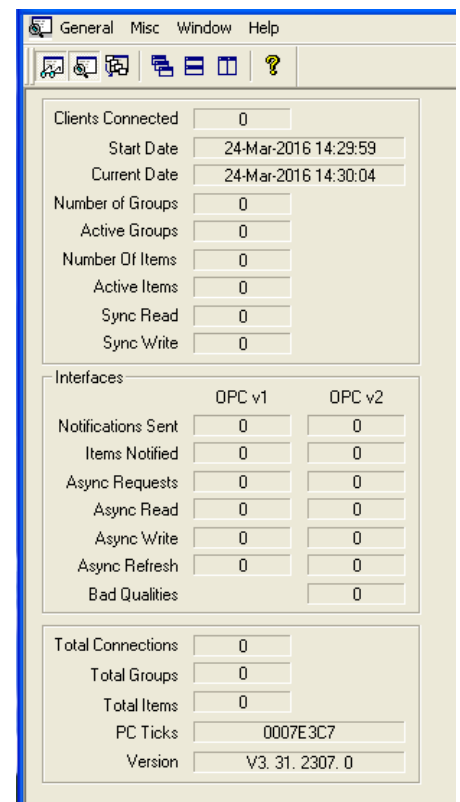 General Misc Window Help
Clients Connected 0
Start Date 24-Mar-2016 14:29:59
Current Date 24-Mar-2016 14:30:04
Number of Groups 0
Active Groups 0
Number Of Items 0
Active Items 0
Sync Read 0
Sync Write 0
Interfaces
OPC v1 OPC v2
Notifications Sent 0 0
Items Notified 0 0
Async Requests 0 0
Async Read 0 0
Async Write 0 0
Async Refresh 0 0
Bad Qualities 0
Total Connections 0
Total Groups 0
Total Items 0
PC Ticks 0007E3C7
Version V3. 31. 2307. 0